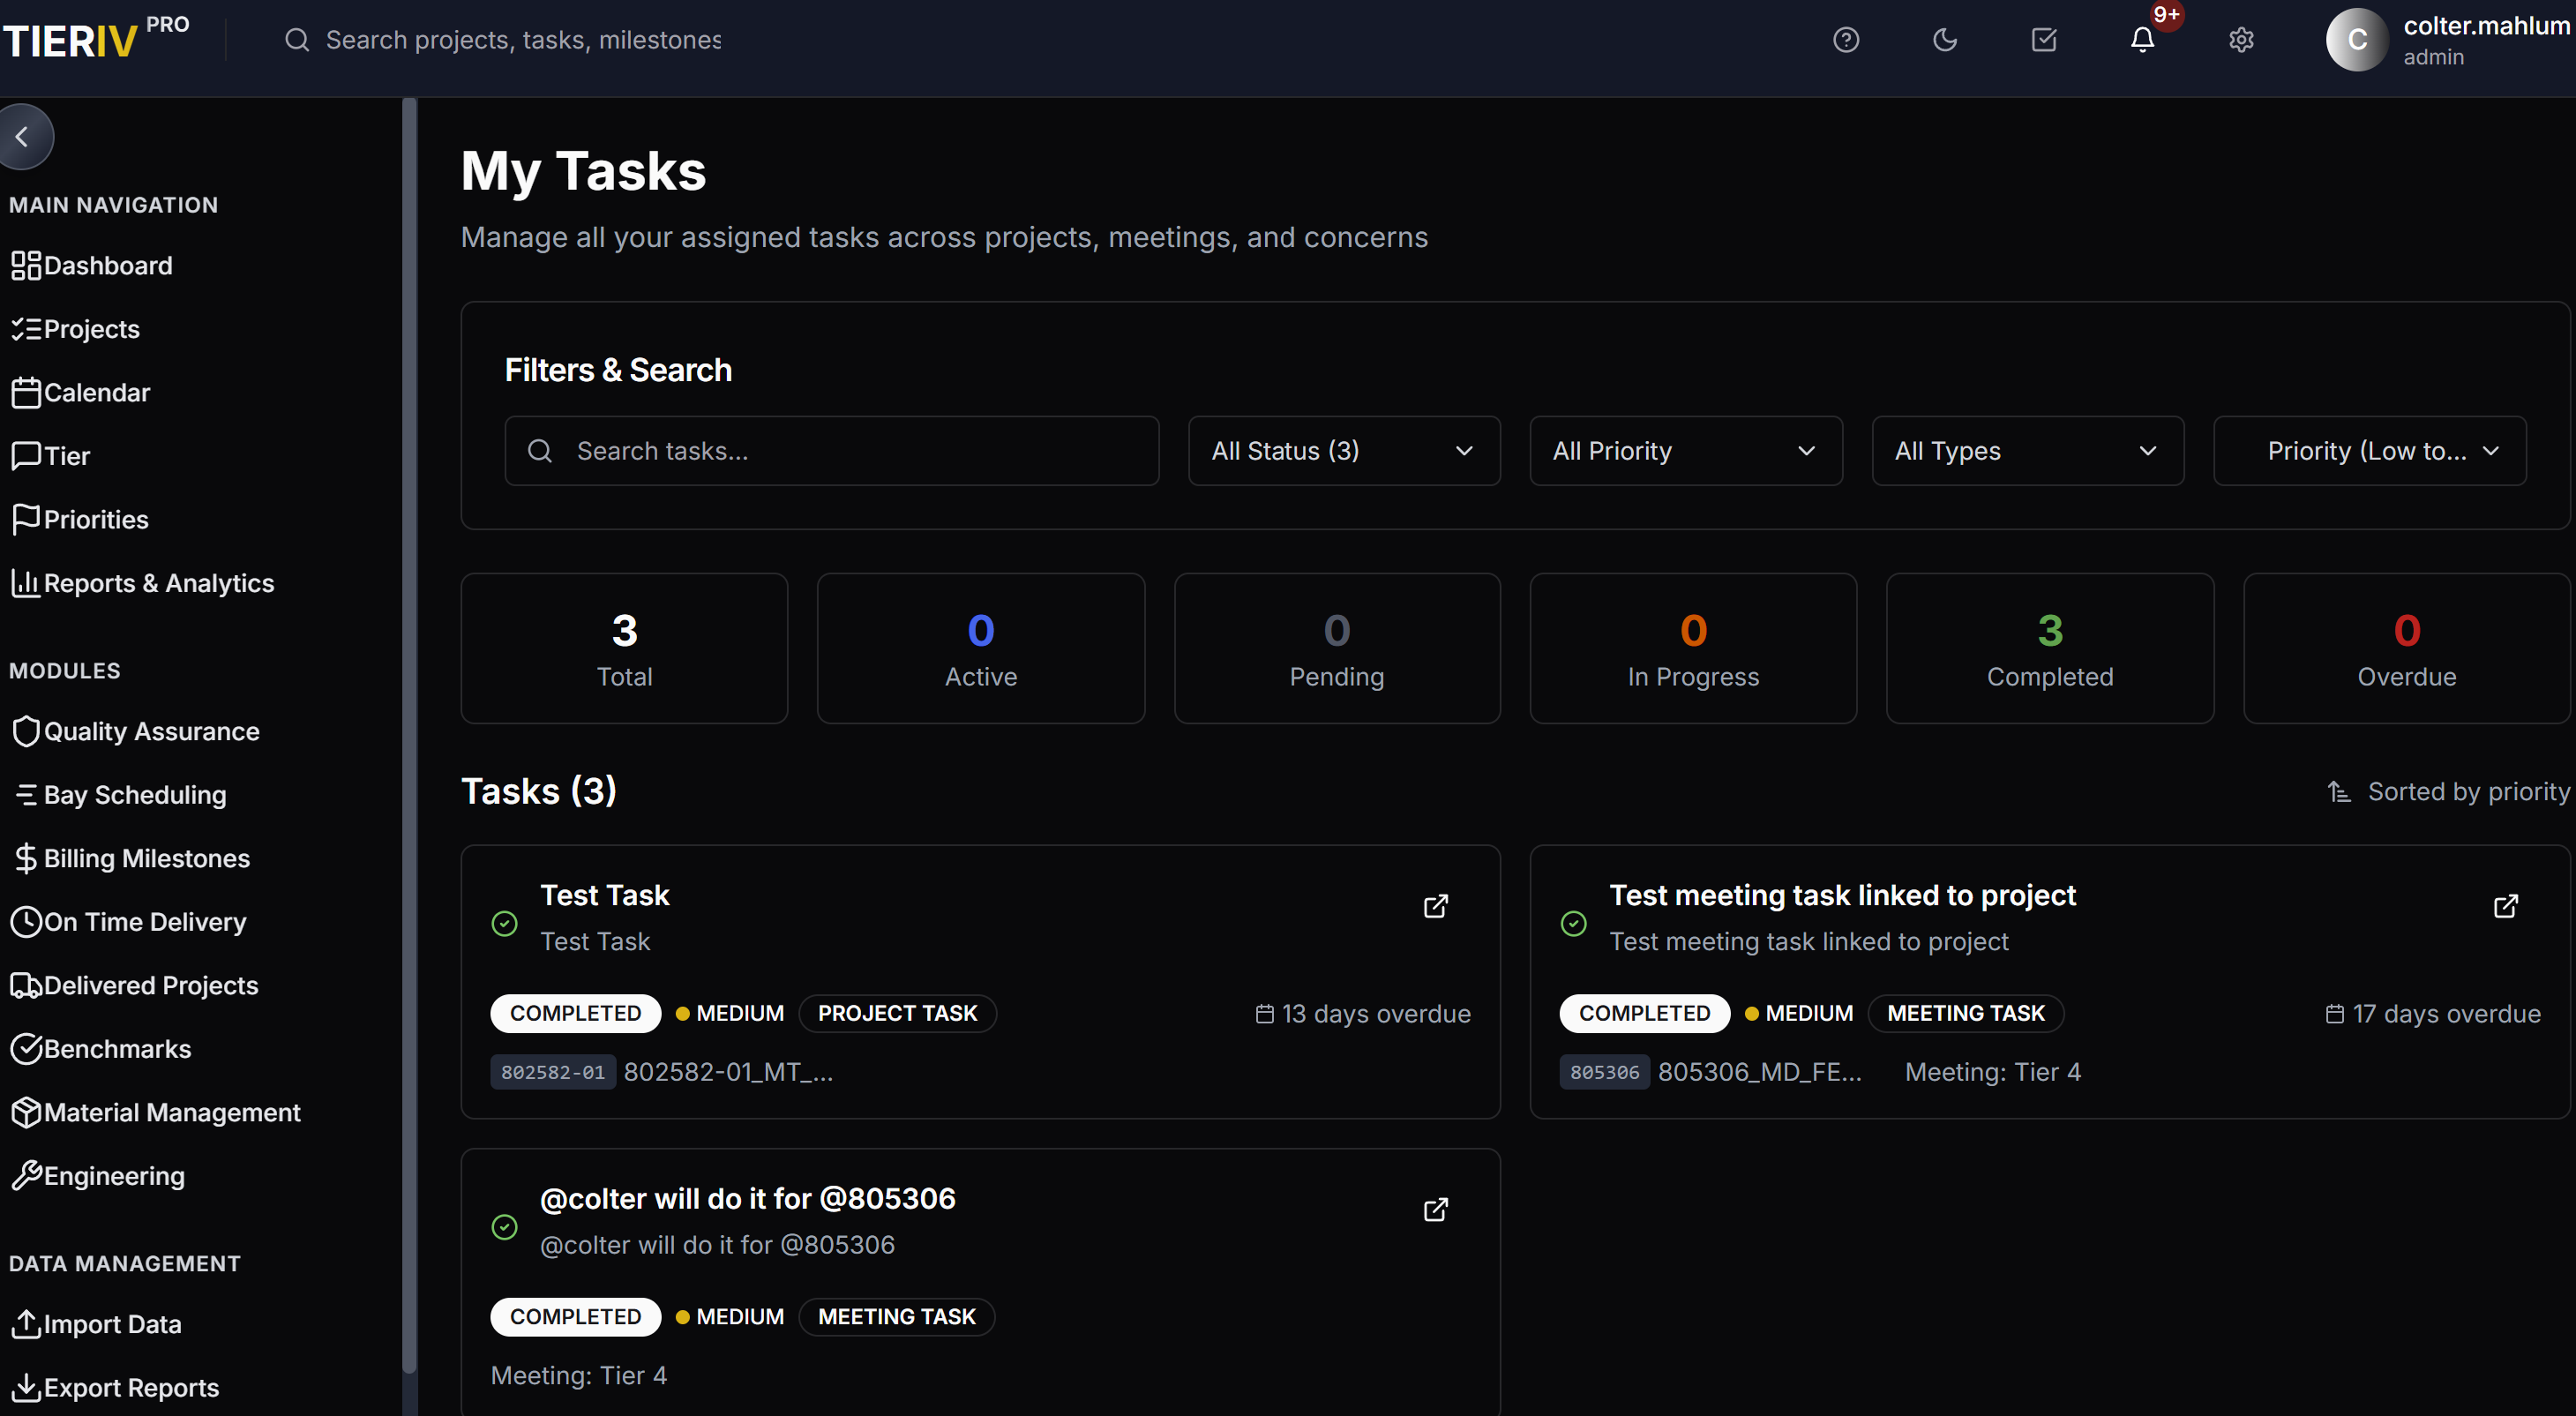 TIERIV PRO
Search projects, tasks, milestones
9+
C
colter.mahlum
admin
MAIN NAVIGATION
Dashboard
Projects
Calendar
Tier
Priorities
Reports & Analytics
MODULES
Quality Assurance
Bay Scheduling
Billing Milestones
On Time Delivery
Delivered Projects
Benchmarks
Material Management
Engineering
DATA MANAGEMENT
Import Data
Export Reports
My Tasks
Manage all your assigned tasks across projects, meetings, and concerns
Filters & Search
Search tasks...
All Status (3)
All Priority
All Types
Priority (Low to...
3
Total
0
Active
0
Pending
0
In Progress
3
Completed
0
Overdue
Tasks (3)
Sorted by priority
Test Task
Test Task
COMPLETED MEDIUM PROJECT TASK 13 days overdue
802582-01 802582-01_MT_...
Test meeting task linked to project
Test meeting task linked to project
COMPLETED MEDIUM MEETING TASK 17 days overdue
805306 805306_MD_FE... Meeting: Tier 4
@colter will do it for @805306
@colter will do it for @805306
COMPLETED MEDIUM MEETING TASK
Meeting: Tier 4